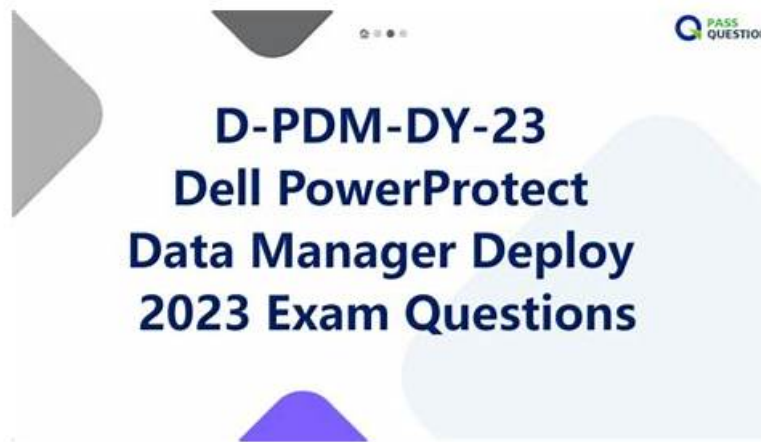 PASS
QUESTION
D-PDM-DY-23
Dell PowerProtect
Data Manager Deploy
2023 Exam Questions